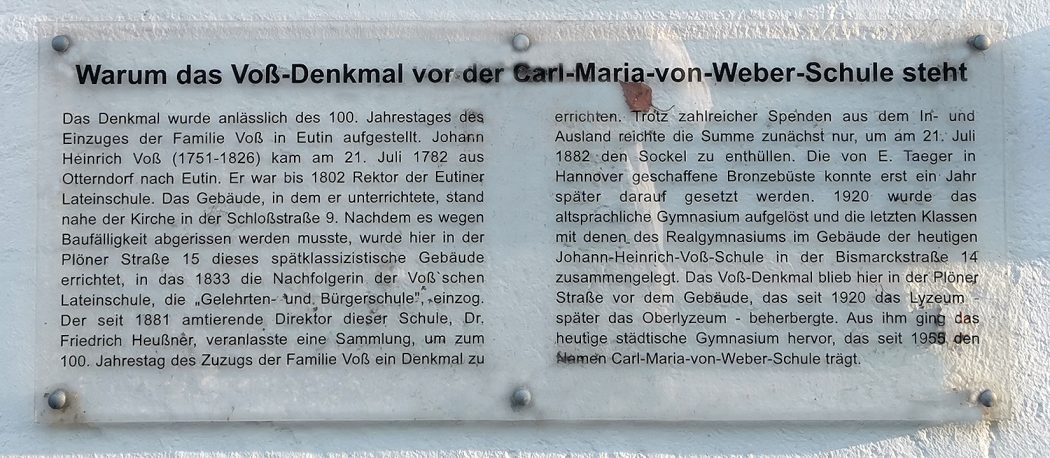 Warum das Voß-Denkmal vor der Carl-Maria-von-Weber-Schule steht
Das Denkmal wurde anlässlich des 100. Jahrestages des
Einzuges der Familie Voß in Eutin aufgestellt. Johann
Heinrich Voß (1751-1826) kam am 21. Juli 1782 aus
Otterndorf nach Eutin. Er war bis 1802 Rektor der Eutiner
Lateinschule. Das Gebäude, in dem er unterrichtete, stand
nahe der Kirche in der Schloßstraße 9. Nachdem es wegen
Baufälligkeit abgerissen werden musste, wurde hier in der
Plöner Straße 15 dieses spätklassizistische Gebäude
errichtet, in das 1833 die Nachfolgerin der Voß`schen
Lateinschule, die „Gelehrten- und Bürgerschule", einzog.
Der seit 1881 amtierende Direktor dieser Schule, Dr.
Friedrich Heußner, veranlasste eine Sammlung, um zum
100. Jahrestag des Zuzugs der Familie Voß ein Denkmal zu
errichten. Trotz zahlreicher Spenden aus dem In- und
Ausland reichte die Summe zunächst nur, um am 21. Juli
1882 den Sockel zu enthüllen. Die von E. Taeger in
Hannover geschaffene Bronzebüste konnte erst ein Jahr
später darauf gesetzt werden. 1920 wurde das
altsprachliche Gymnasium aufgelöst und die letzten Klassen
mit denen des Realgymnasiums im Gebäude der heutigen
Johann-Heinrich-Voß-Schule in der Bismarckstraße 14
zusammengelegt. Das Voß-Denkmal blieb hier in der Plöner
Straße vor dem Gebäude, das seit 1920 das Lyzeum -
später das Oberlyzeum - beherbergte. Aus ihm ging das
heutige städtische Gymnasium hervor, das seit 1955 den
Namen Carl-Maria-von-Weber-Schule trägt.